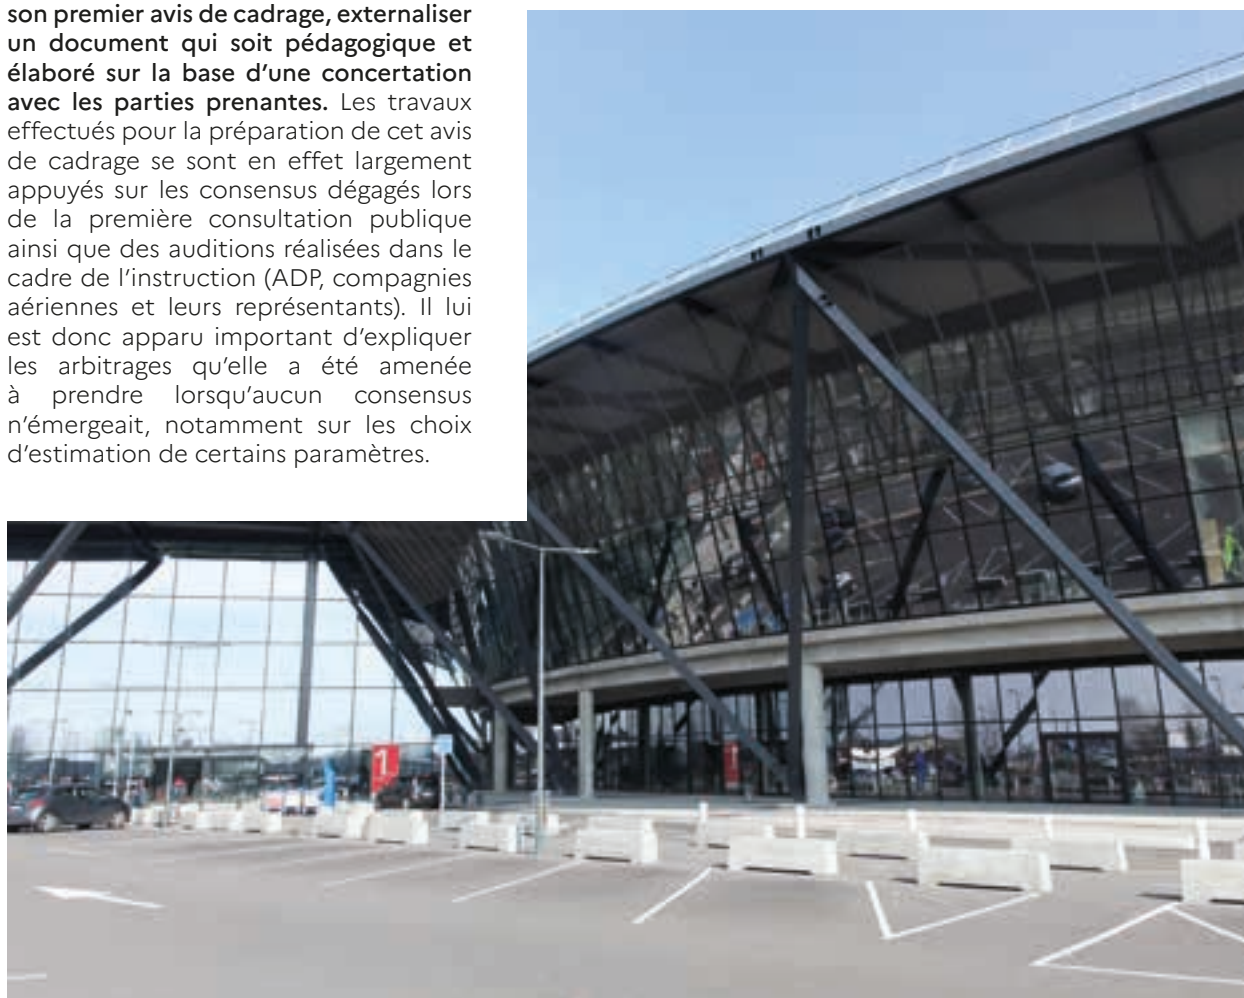 son premier avis de cadrage, externaliser
un document qui soit pédagogique et
élaboré sur la base d'une concertation
avec les parties prenantes. Les travaux
effectués pour la préparation de cet avis
de cadrage se sont en effet largement
appuyés sur les consensus dégagés lors
de la première consultation publique
ainsi que des auditions réalisées dans le
cadre de l'instruction (ADP, compagnies
aériennes et leurs représentants). Il lui
est donc apparu important d'expliquer
les arbitrages qu'elle a été amenée
à prendre lorsqu'aucun consensus
n'émergeait, notamment sur les choix
d'estimation de certains paramètres.
1
1